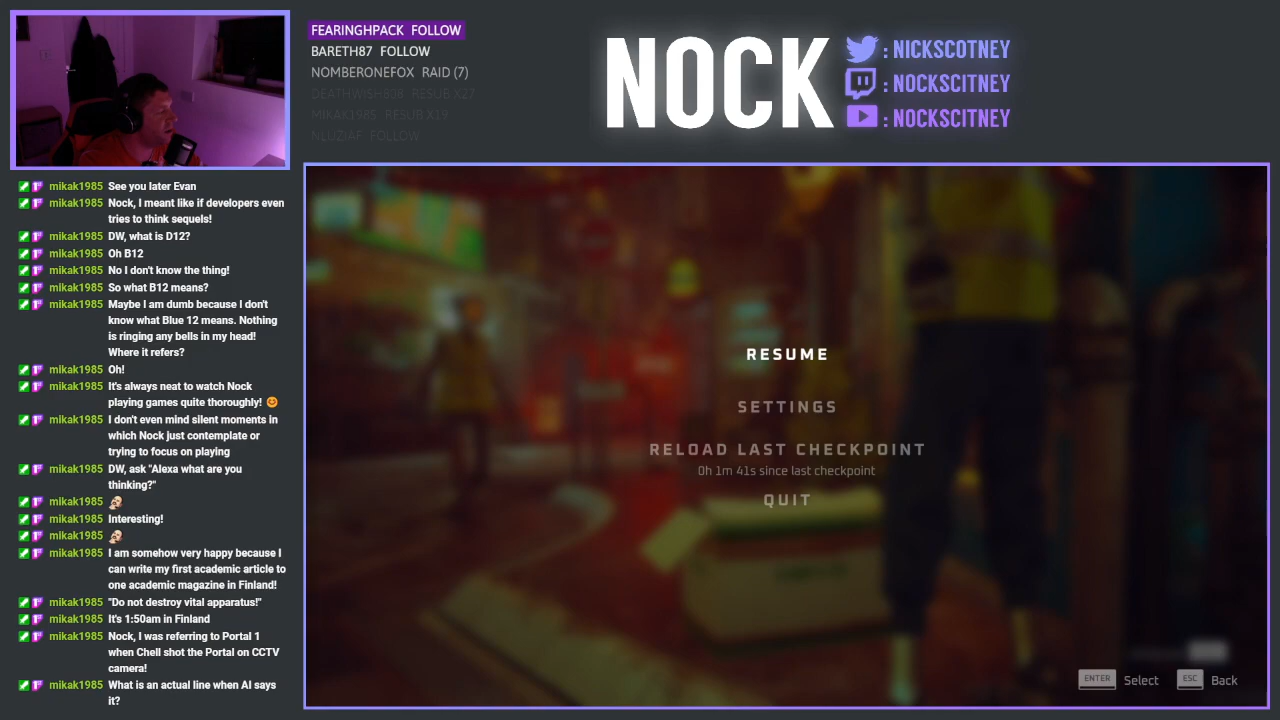 FEARINGHPACK FOLLOW
BARETH87 FOLLOW
NOMBERONEFOX RAID (7)
DEATHWISH808 RESUB X27
MIKAK1985 RESUB X19
NLUZIAF FOLLOW
NOCK
: NICKSCOTNEY
: NOCKSCITNEY
: NOCKSCITNEY
mikak1985 See you later Evan
mikak1985 Nock, I meant like if developers even
tries to think sequels!
mikak1985 DW, what is D12?
mikak1985 Oh B12
mikak1985 No I don't know the thing!
mikak1985 So what B12 means?
mikak1985 Maybe I am dumb because I don't
know what Blue 12 means. Nothing
is ringing any bells in my head!
Where it refers?
mikak1985 Oh!
mikak1985 It's always neat to watch Nock
playing games quite thoroughly!
mikak1985 I don't even mind silent moments in
which Nock just contemplate or
trying to focus on playing
mikak1985 DW, ask "Alexa what are you
thinking?"
mikak1985
mikak1985 Interesting!
mikak1985
mikak1985 I am somehow very happy because I
can write my first academic article to
one academic magazine in Finland!
mikak1985 "Do not destroy vital apparatus!"
mikak1985 It's 1:50am in Finland
mikak1985 Nock, I was referring to Portal 1
when Chell shot the Portal on CCTV
camera!
mikak1985 What is an actual line when AI says
it?
RESUME
SETTINGS
RELOAD LAST CHECKPOINT
0h 1m 41s since last checkpoint
QUIT
ENTER Select ESC Back